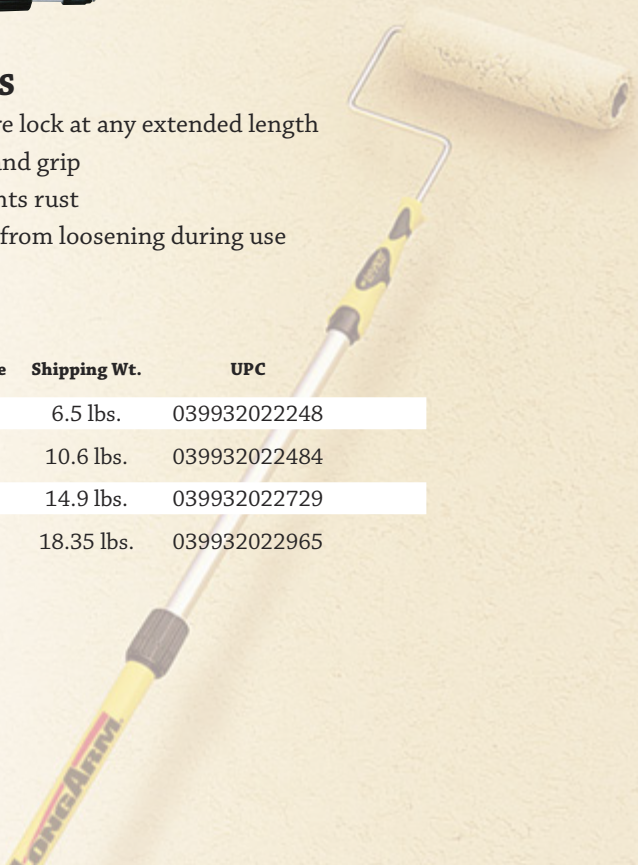 s
re lock at any extended length
and grip
nts rust
from loosening during use
e Shipping Wt. UPC
6.5 lbs. 039932022248
10.6 lbs. 039932022484
14.9 lbs. 039932022729
18.35 lbs. 039932022965
LONGARM